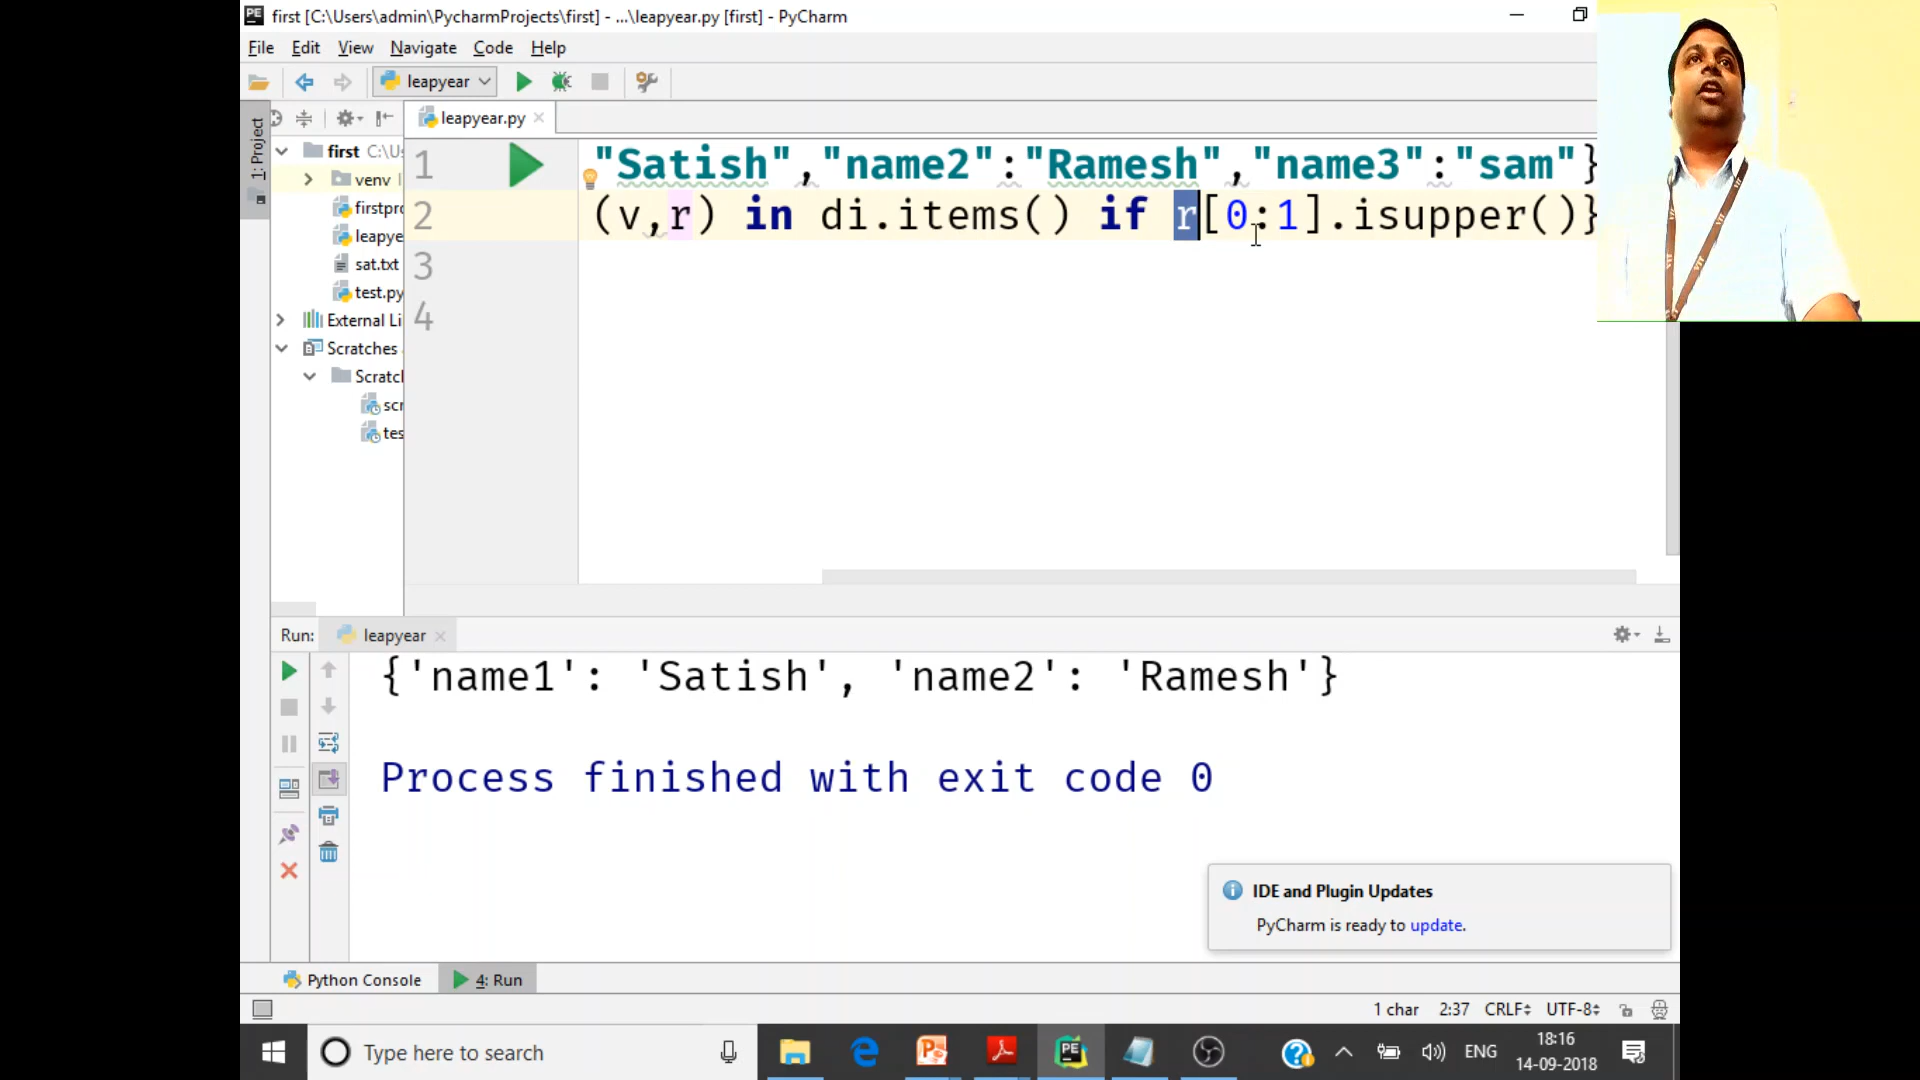 first [C:\Users\admin\PycharmProjects\first] - ...\leapyear.py [first] - PyCharm
File Edit View Navigate Code Help
leapyear
1: Project
leapyear.py
first C:\U
venv
firstpro
leapye
sat.txt
test.py
External Li
Scratches
Scratc
scr
tes
1 "Satish","name2":"Ramesh","name3":"sam"}
2 (v,r) in di.items() if r[0:1].isupper()}
3
4
Run: leapyear
{'name1': 'Satish', 'name2': 'Ramesh'}
Process finished with exit code 0
IDE and Plugin Updates
PyCharm is ready to update.
Python Console 4: Run
1 char 2:37 CRLF UTF-8
Type here to search
ENG
18:16
14-09-2018